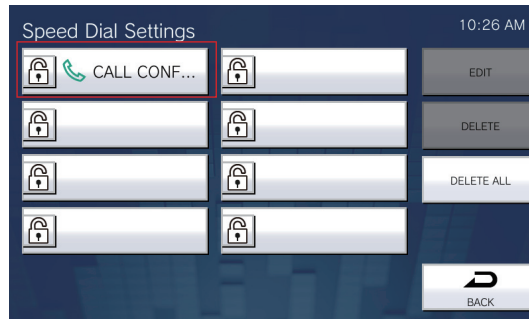 Speed Dial Settings
10:26 AM
CALL CONF...
EDIT
DELETE
DELETE ALL
BACK